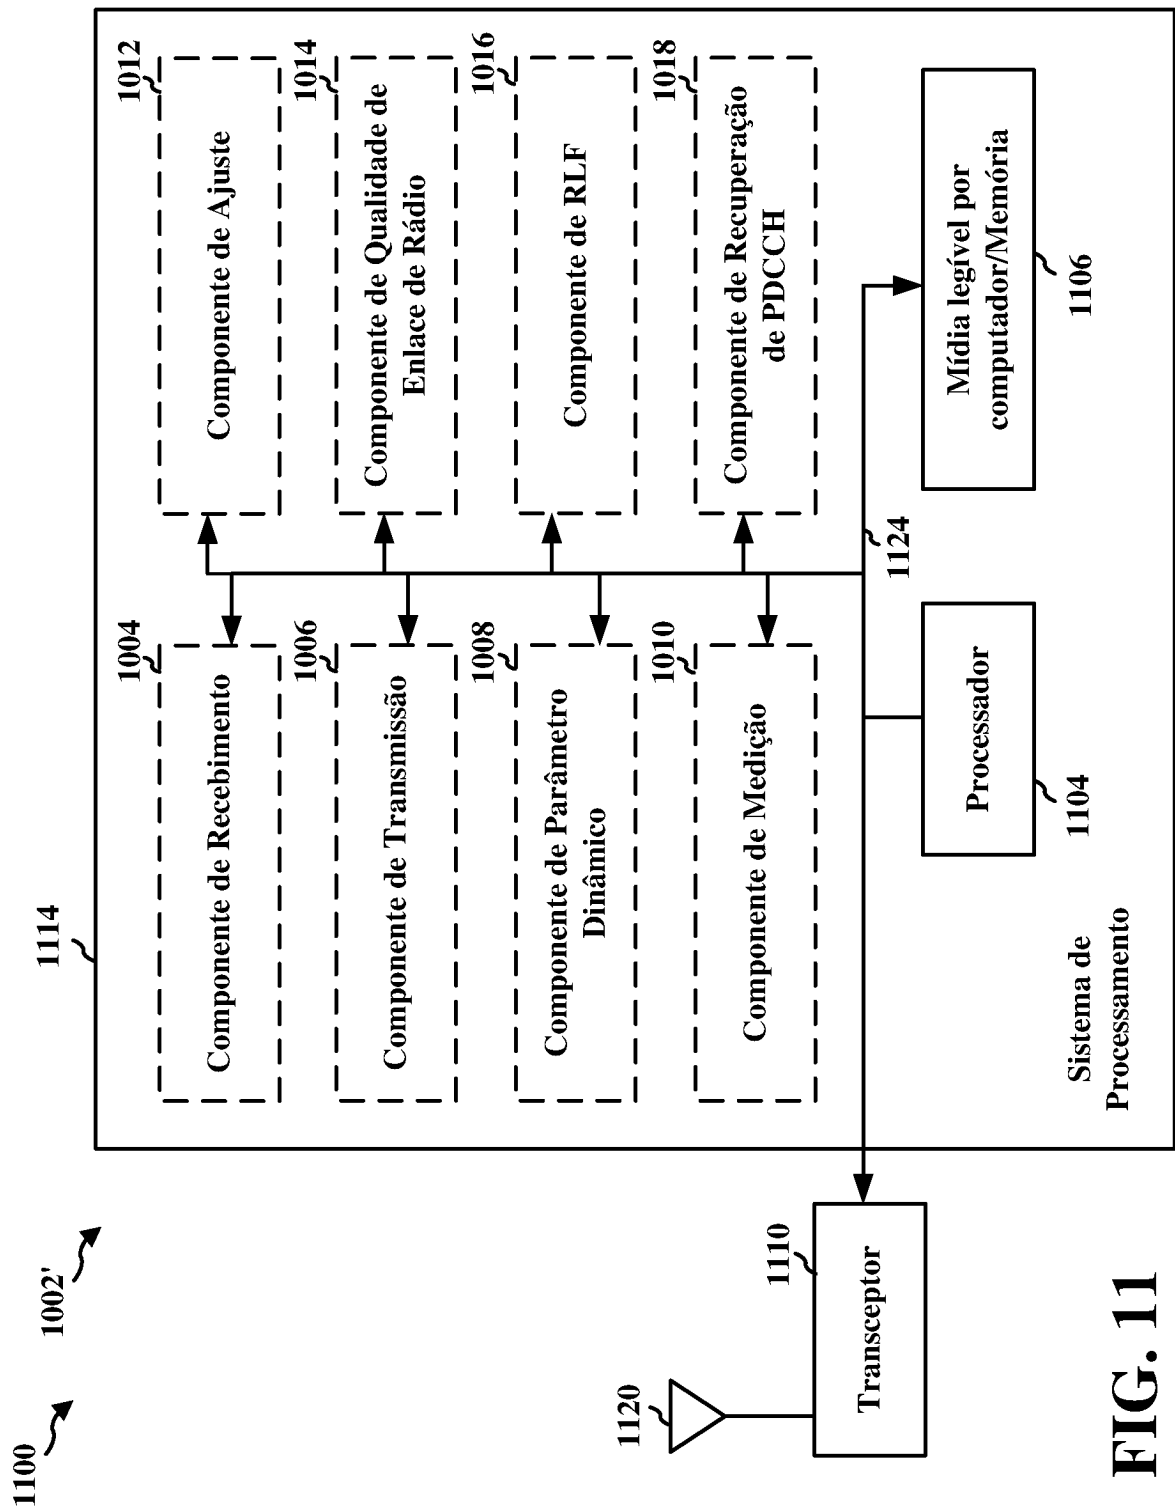 1100
1002'
1114
1004
Componente de Recebimento
1012
Componente de Ajuste
1006
Componente de Transmissão
1014
Componente de Qualidade de
Enlace de Rádio
1008
Componente de Parâmetro
Dinâmico
1016
Componente de RLF
1010
Componente de Medição
1018
Componente de Recuperação
de PDCCH
1124
1120
1110
Transceptor
Processador
1104
Mídia legível por
computador/Memória
1106
Sistema de
Processamento
FIG. 11